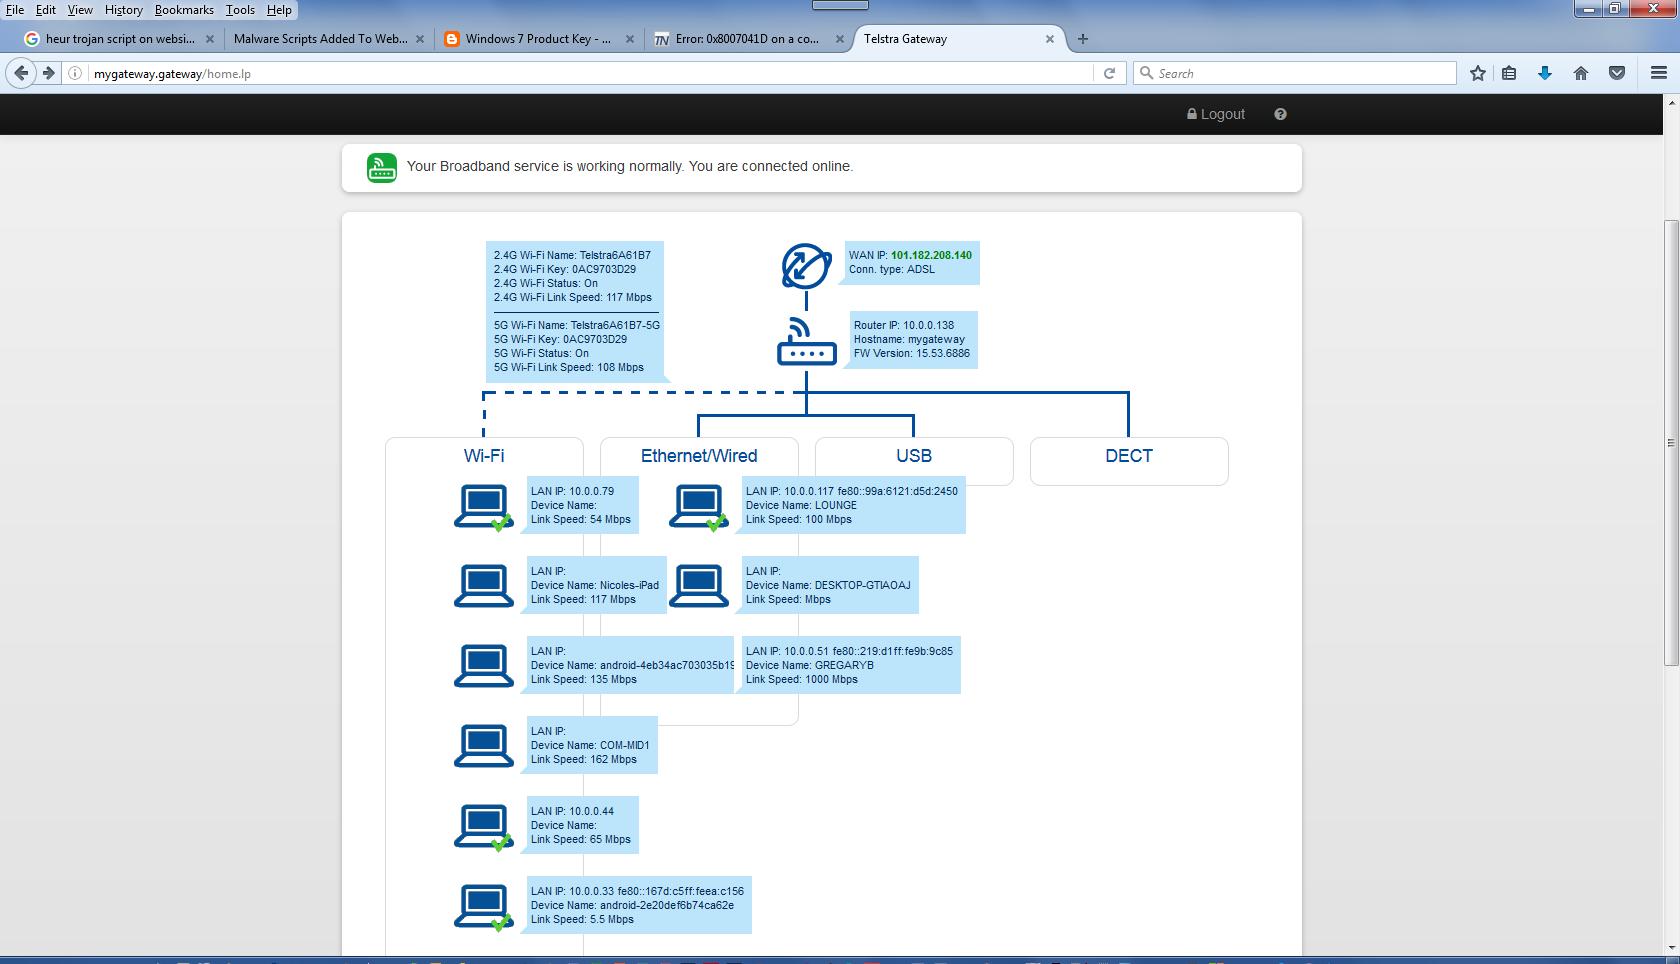 File Edit View History Bookmarks Tools Help
heur trojan script on websi...
Malware Scripts Added To Web...
Windows 7 Product Key - ...
TN Error: 0x8007041D on a co...
Telstra Gateway
mygateway.gateway/home.lp
Search
Logout
Your Broadband service is working normally. You are connected online.
2.4G Wi-Fi Name: Telstra6A61B7
2.4G Wi-Fi Key: 0AC9703D29
2.4G Wi-Fi Status: On
2.4G Wi-Fi Link Speed: 117 Mbps
5G Wi-Fi Name: Telstra6A61B7-5G
5G Wi-Fi Key: 0AC9703D29
5G Wi-Fi Status: On
5G Wi-Fi Link Speed: 108 Mbps
WAN IP: 101.182.208.140
Conn. type: ADSL
Router IP: 10.0.0.138
Hostname: mygateway
FW Version: 15.53.6886
Wi-Fi
Ethernet/Wired
USB
DECT
LAN IP: 10.0.0.79
Device Name:
Link Speed: 54 Mbps
LAN IP: 10.0.0.117 fe80::99a:6121:d5d:2450
Device Name: LOUNGE
Link Speed: 100 Mbps
LAN IP:
Device Name: Nicoles-iPad
Link Speed: 117 Mbps
LAN IP:
Device Name: DESKTOP-GTIAOAJ
Link Speed: Mbps
LAN IP:
Device Name: android-4eb34ac703035b19
Link Speed: 135 Mbps
LAN IP: 10.0.0.51 fe80::219:d1ff:fe9b:9c85
Device Name: GREGARYB
Link Speed: 1000 Mbps
LAN IP:
Device Name: COM-MID1
Link Speed: 162 Mbps
LAN IP: 10.0.0.44
Device Name:
Link Speed: 65 Mbps
LAN IP: 10.0.0.33 fe80::167d:c5ff:feea:c156
Device Name: android-2e20def6b74ca62e
Link Speed: 5.5 Mbps